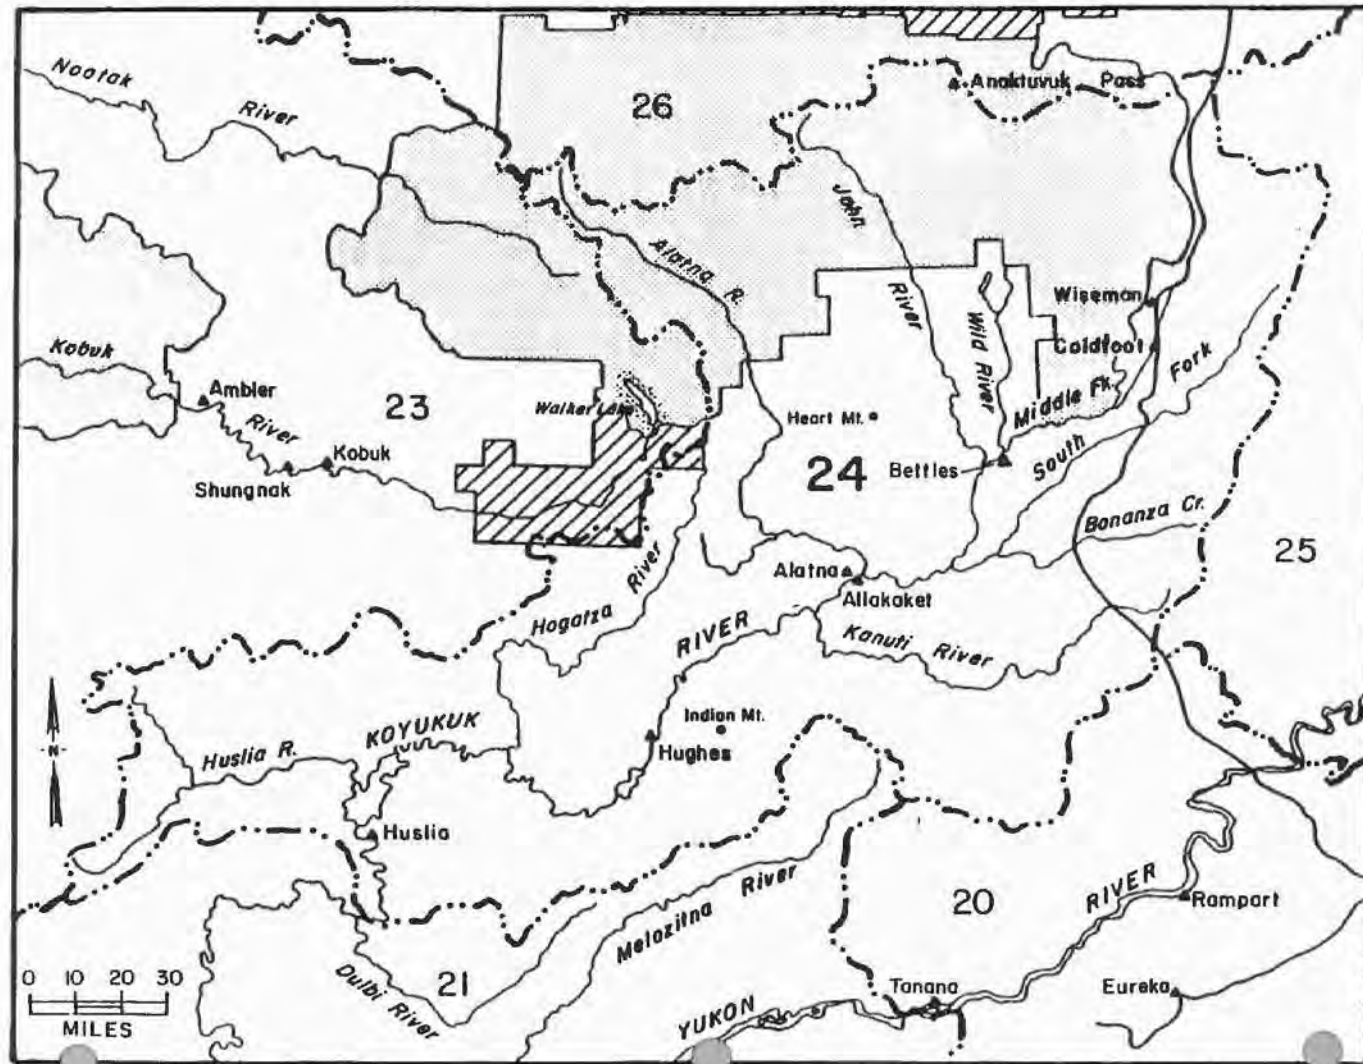 Nootak
River
26
Anaktuvuk Pass
John
River
Alatna R.
Wild River
Wiseman
Coldfoot
Middle Fk.
South Fork
Kobuk
River
Ambler
23
Walker Lake
Heart Mt.
24
Bettles
Kobuk
Shungnak
Bonanza Cr.
25
Alatna
Allakaket
Hogatza River
KOYUKUK RIVER
Kanuti River
Indian Mt.
Hughes
Huslia R.
N
Huslia
Melozitna River
20
YUKON RIVER
Rampart
Dulbi River
21
Tanana
Eureka
0 10 20 30
MILES